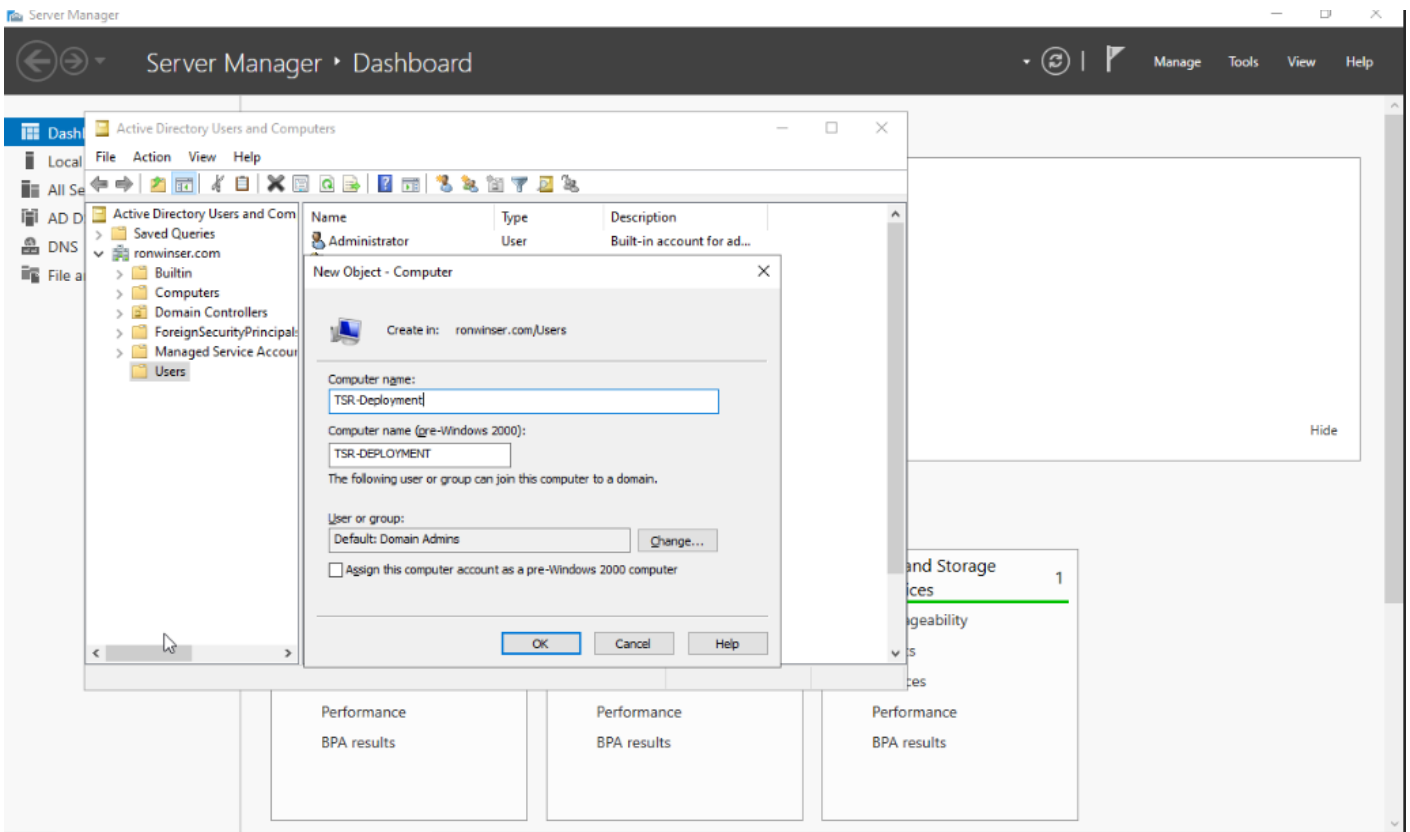 Server Manager
Server Manager • Dashboard
Manage Tools View Help
Dashl
Local
All Se
AD D
DNS
File a
Active Directory Users and Computers
File Action View Help
Active Directory Users and Com
Saved Queries
ronwinser.com
Builtin
Computers
Domain Controllers
ForeignSecurityPrincipals
Managed Service Accour
Users
Name Type Description
Administrator User Built-in account for ad...
New Object - Computer
Create in: ronwinser.com/Users
Computer name:
TSR-Deployment
Computer name (pre-Windows 2000):
TSR-DEPLOYMENT
The following user or group can join this computer to a domain.
User or group:
Default: Domain Admins
Change...
Assign this computer account as a pre-Windows 2000 computer
OK Cancel Help
Hide
and Storage
ices
1
ageability
ts
ces
Performance
BPA results
Performance
BPA results
Performance
BPA results